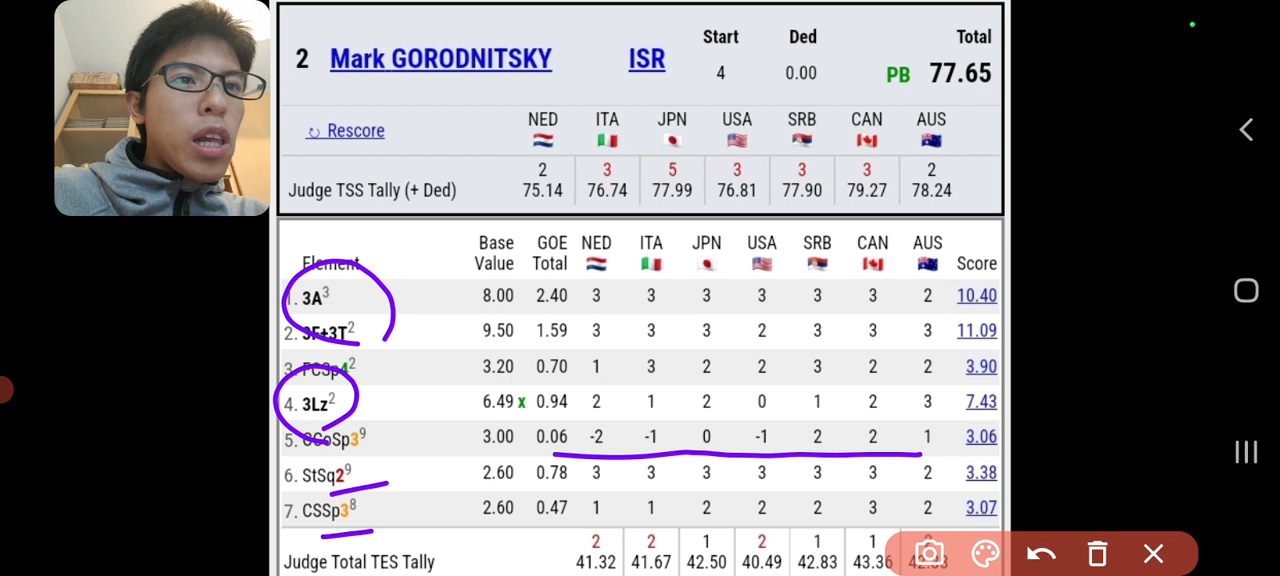 Start Ded Total
2 Mark GORODNITSKY ISR 4 0.00 PB 77.65
NED ITA JPN USA SRB CAN AUS
↻ Rescore
2 3 5 3 3 3 2
Judge TSS Tally (+ Ded) 75.14 76.74 77.99 76.81 77.90 79.27 78.24
Base GOE NED ITA JPN USA SRB CAN AUS
Element Value Total Score
1. 3A3 8.00 2.40 3 3 3 3 3 3 2 10.40
2. 3F+3T2 9.50 1.59 3 3 3 2 3 3 3 11.09
3. FCSp42 3.20 0.70 1 3 2 2 3 2 2 3.90
4. 3Lz2 6.49 x 0.94 2 1 2 0 1 2 3 7.43
5. CCoSp39 3.00 0.06 -2 -1 0 -1 2 2 1 3.06
6. StSq29 2.60 0.78 3 3 3 3 3 3 2 3.38
7. CSSp38 2.60 0.47 1 1 2 2 2 3 2 3.07
2 2 1 2 1 1
Judge Total TES Tally 41.32 41.67 42.50 40.49 42.83 43.36